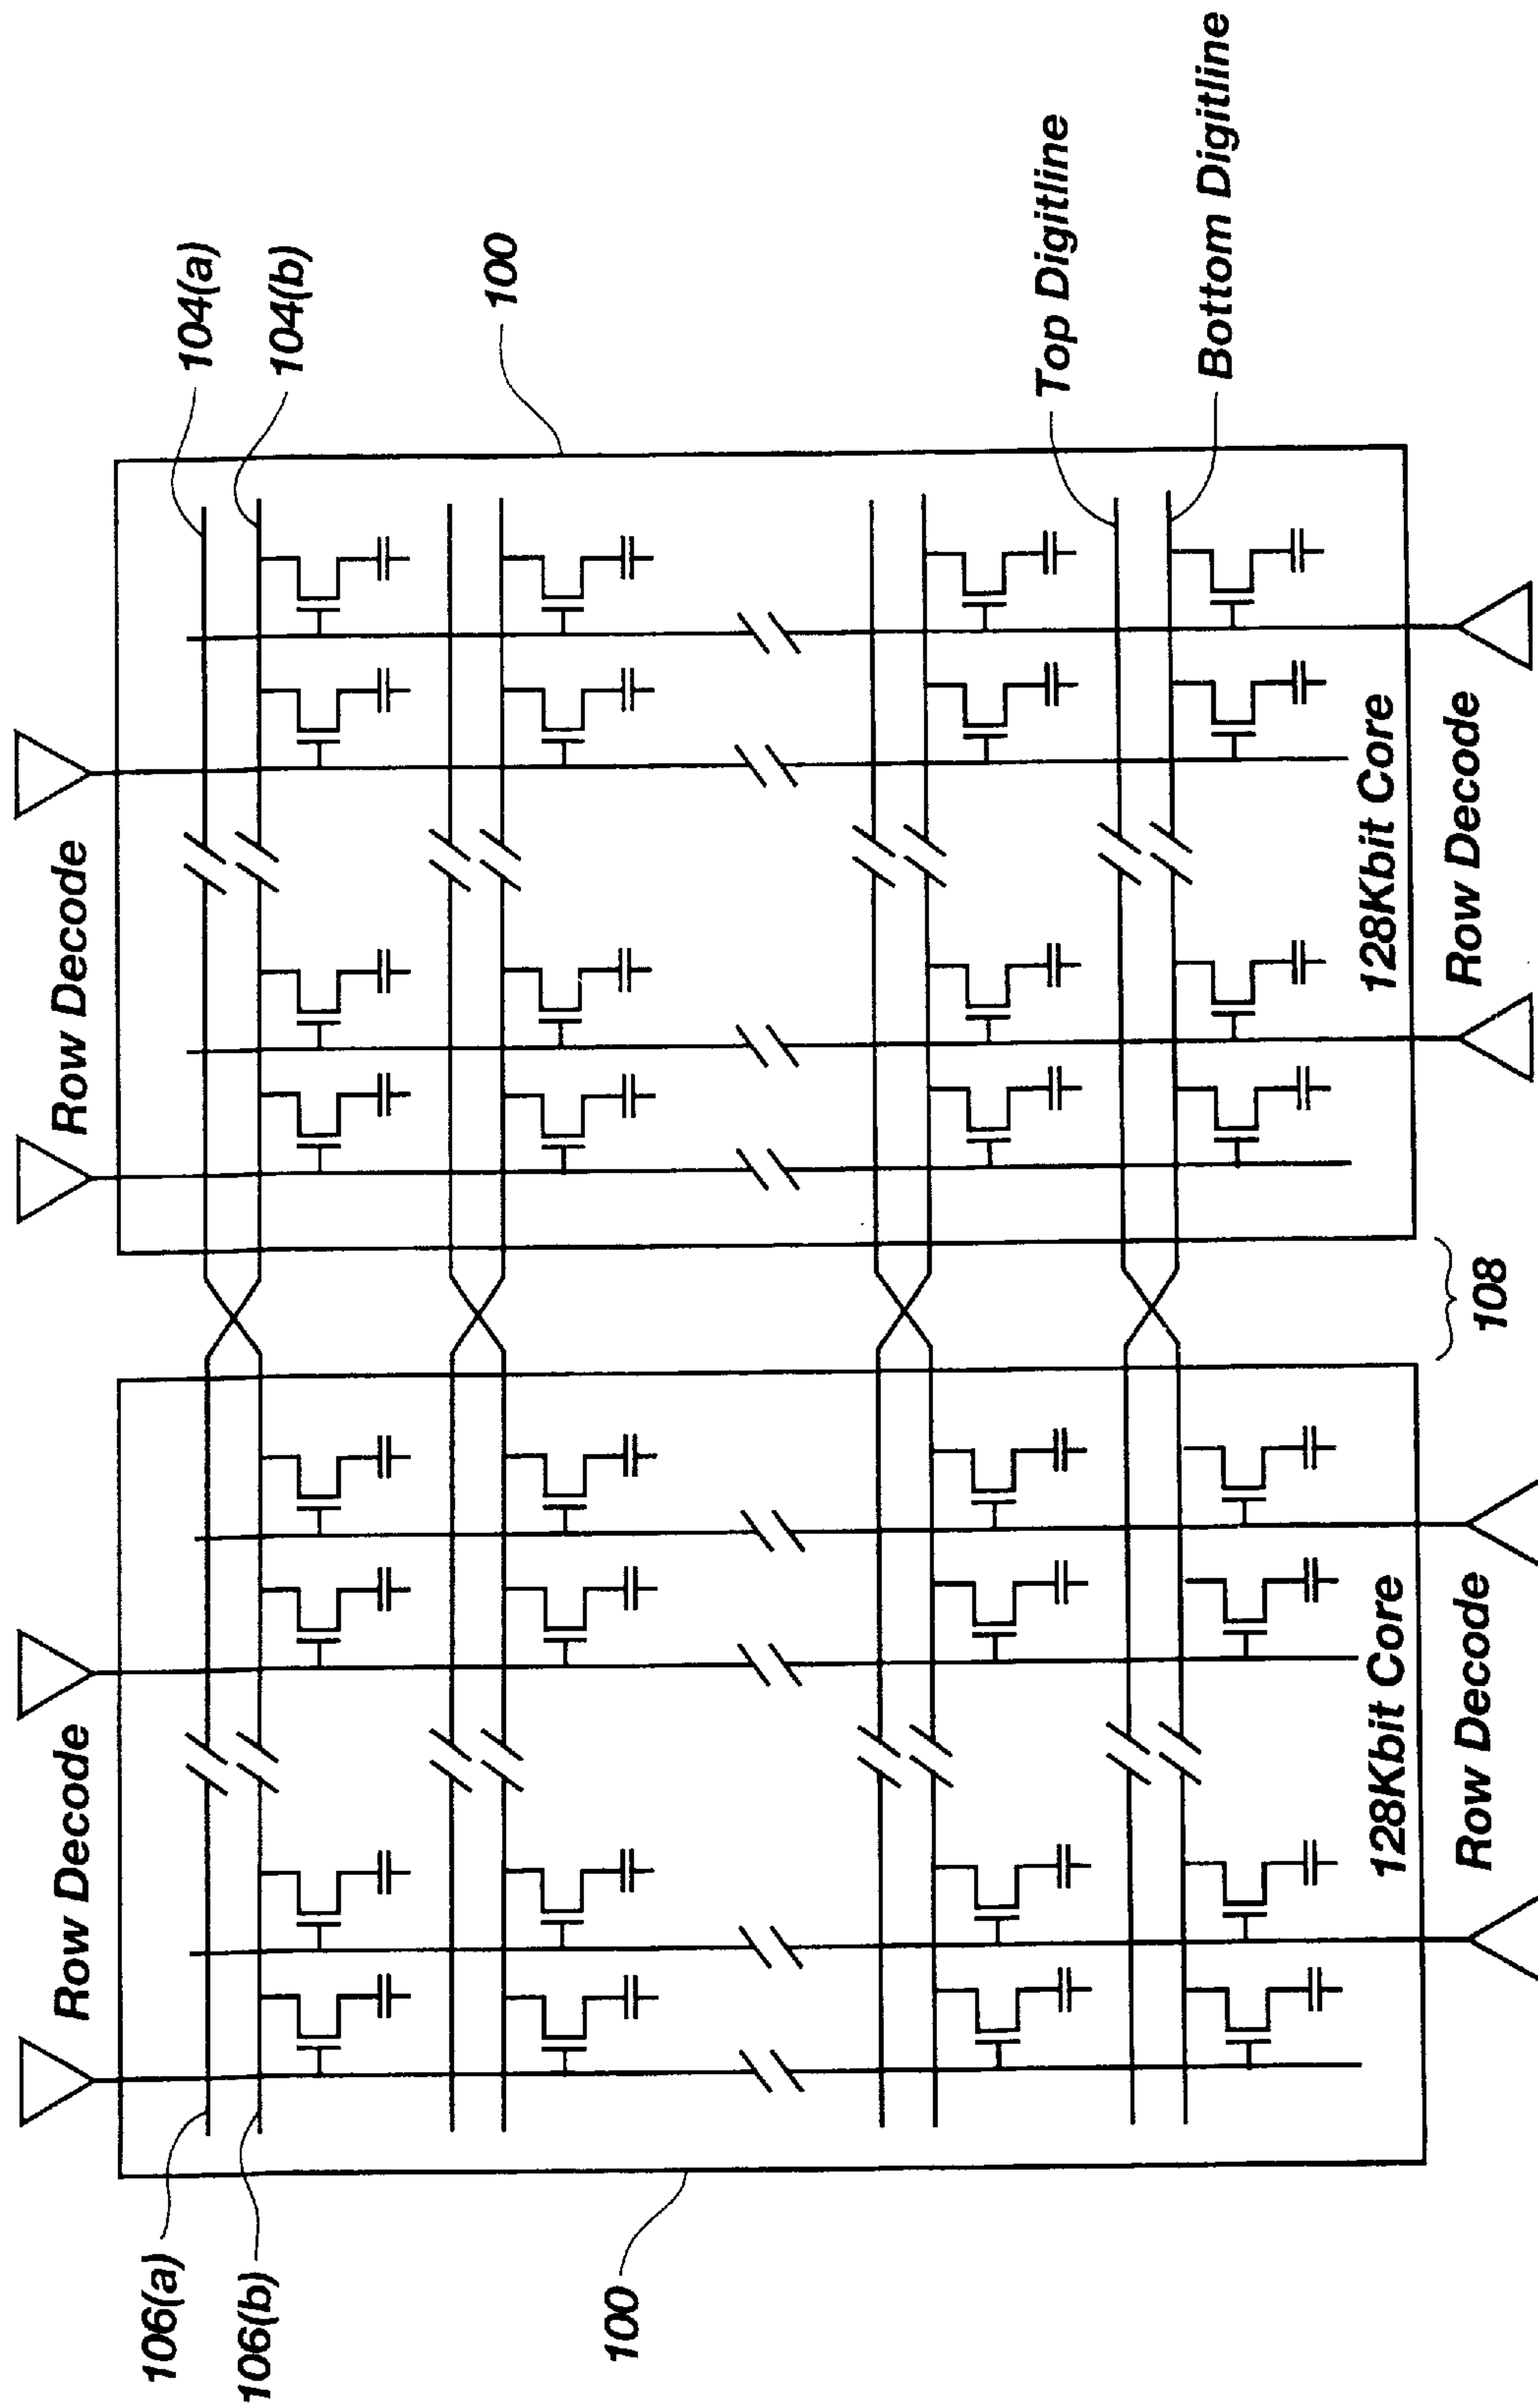 104(a)
104(b)
100
Top Digitline
Bottom Digitline
Row Decode
128Kbit Core
Row Decode
108
Row Decode
128Kbit Core
Row Decode
106(a)
106(b)
100